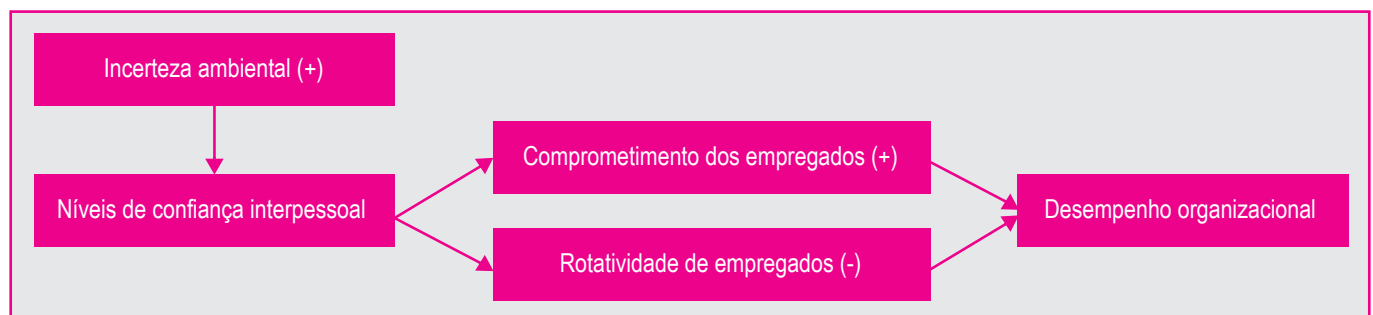 Incerteza ambiental (+)
Níveis de confiança interpessoal
Comprometimento dos empregados (+)
Rotatividade de empregados (-)
Desempenho organizacional